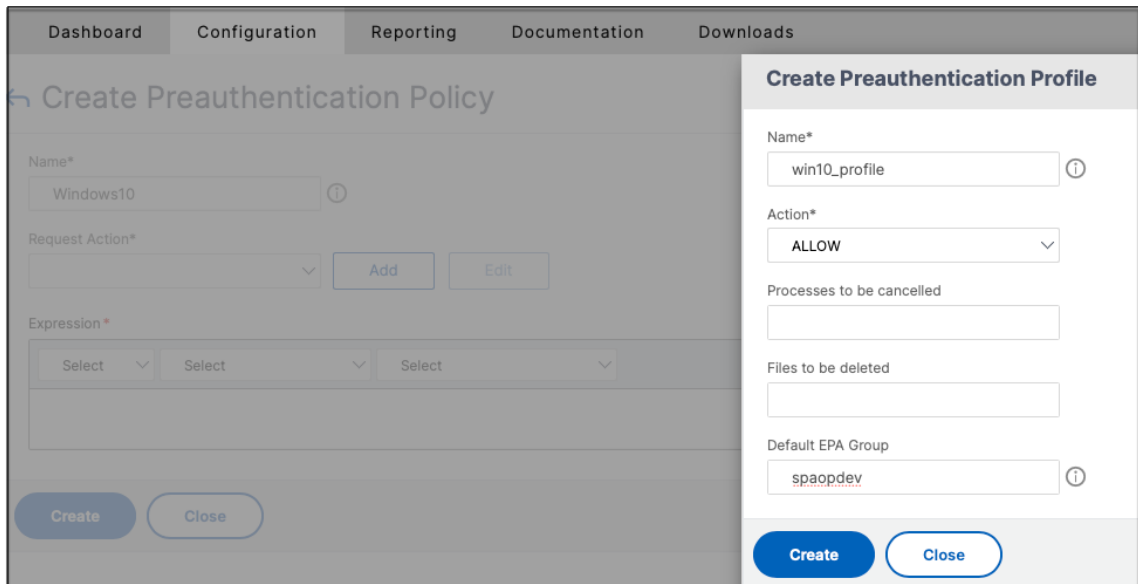 Dashboard Configuration Reporting Documentation Downloads
Create Preauthentication Policy
Name*
Windows10
Request Action*
Add Edit
Expression *
Select Select Select
Create Close
Create Preauthentication Profile
Name*
win10_profile
Action*
ALLOW
Processes to be cancelled
Files to be deleted
Default EPA Group
spaopdev
Create Close